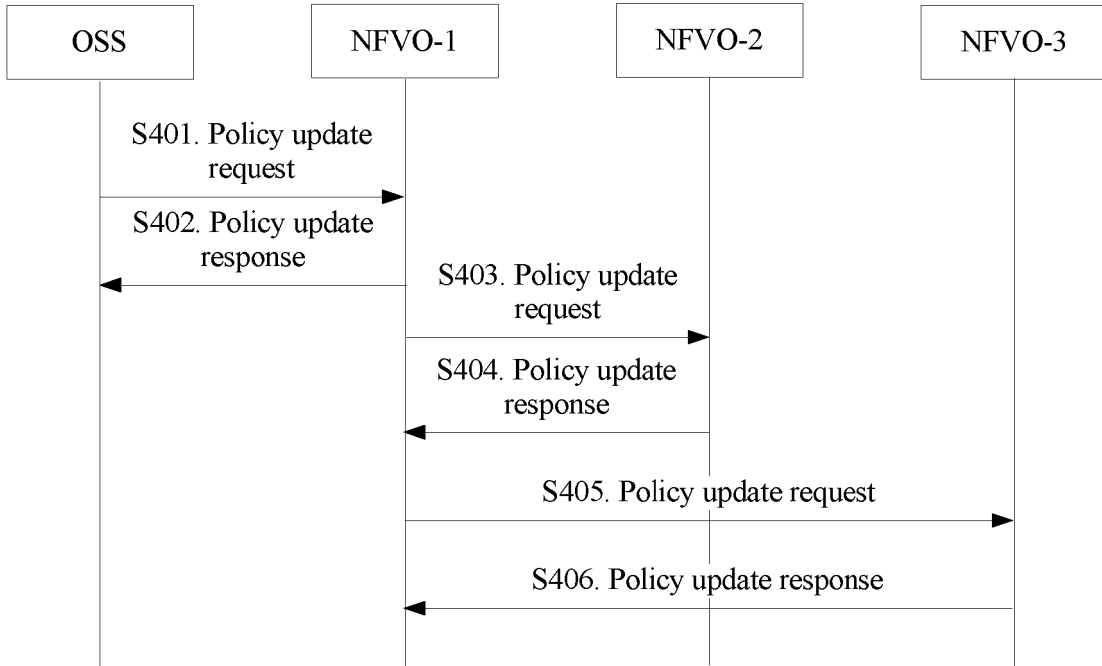 OSS
NFVO-1
NFVO-2
NFVO-3
S401. Policy update
request
S402. Policy update
response
S403. Policy update
request
S404. Policy update
response
S405. Policy update request
S406. Policy update response